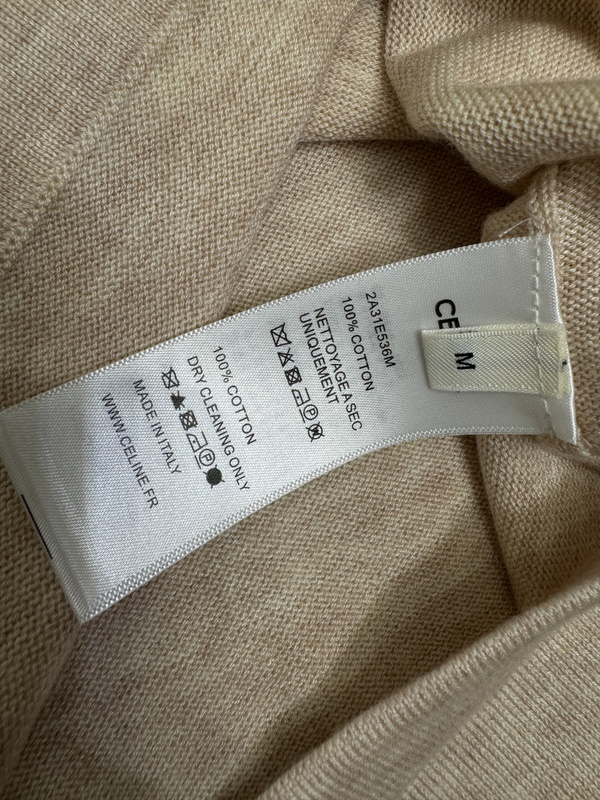 CE
M
2A31E536M
100% COTTON
NETTOYAGE A SEC
UNIQUEMENT
100% COTTON
DRY CLEANING ONLY
MADE IN ITALY
WWW.CELINE.FR